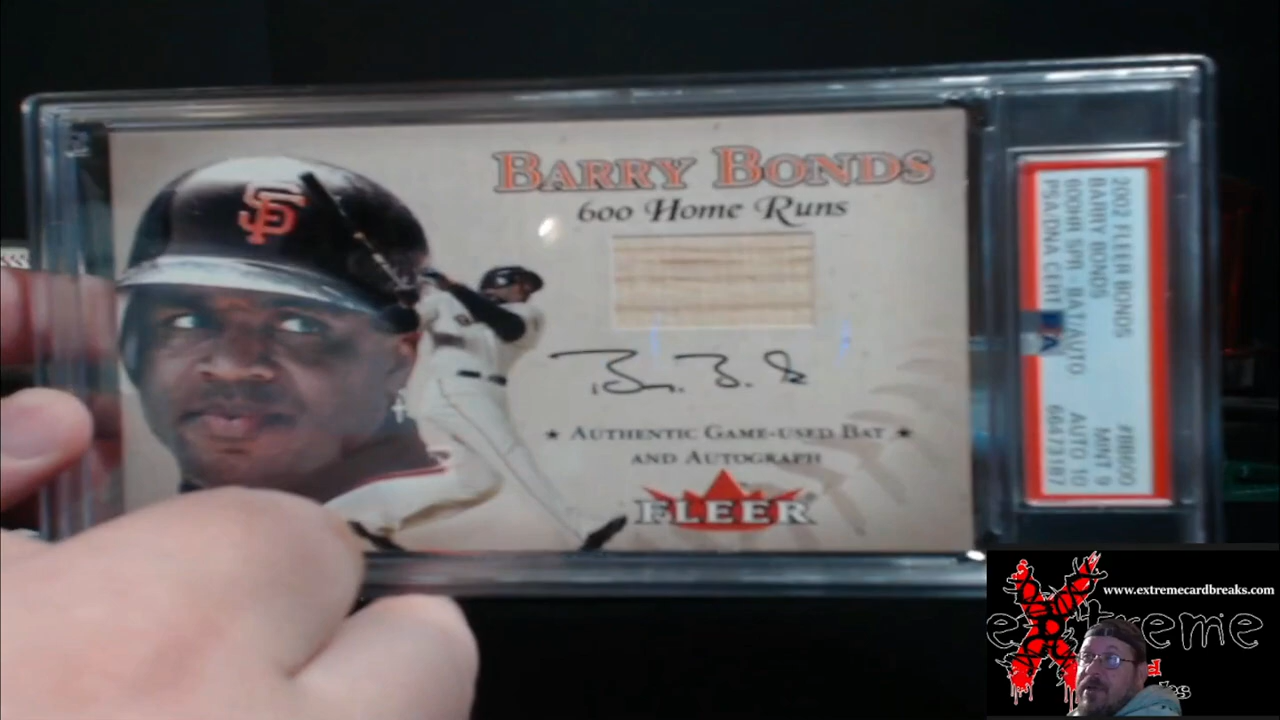 BARRY BONDS
600 Home Runs
★ AUTHENTIC GAME-USED BAT ★
AND AUTOGRAPH
FLEER
SF
2002 FLEER BONDS #BB600
BARRY BONDS MINT 9
600HR SPR. BAT/AUTO AUTO 10
PSA/DNA CERT 66473187
www.extremecardbreaks.com
extreme